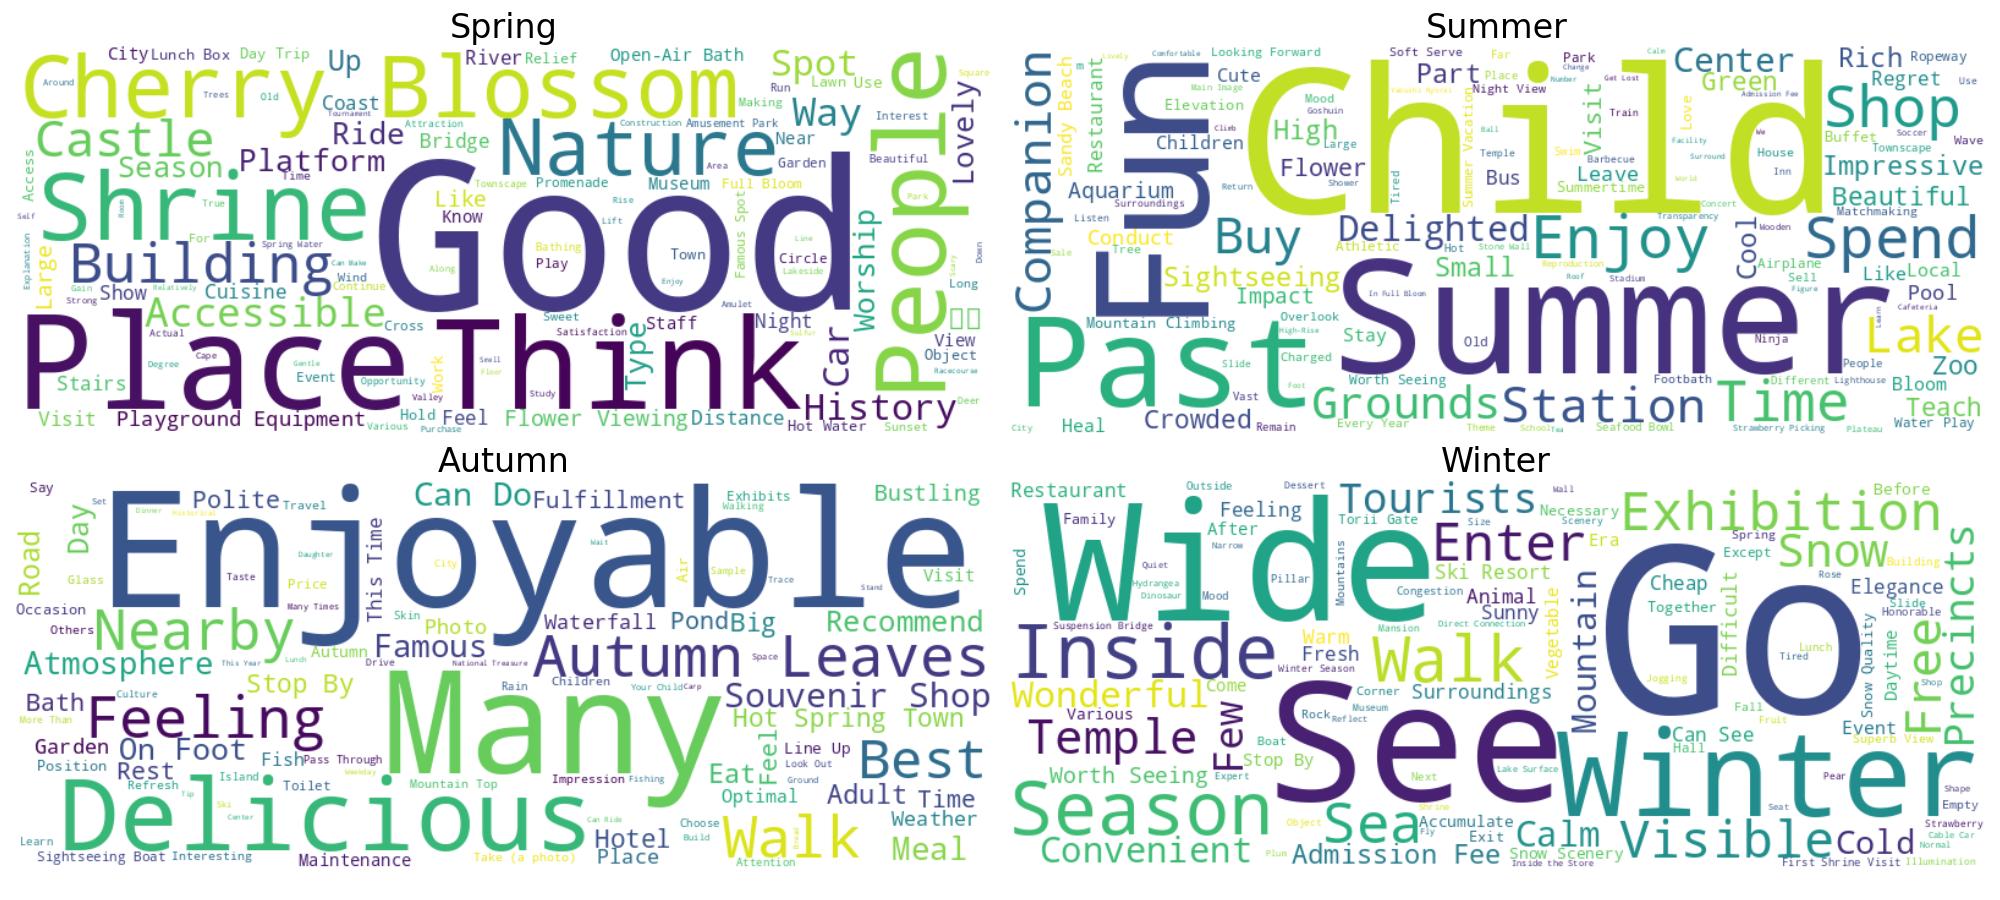 Spring
Cherry Blossom
City
Lunch Box
Day Trip
Up
River
Relief
Open-Air Bath
Spot
Lawn Use
People
Square
Around
Trees
Old
Coast
Tournament
Making
Run
Way
Interest
Lovely
Castle
Ride
Attraction
Bridge
Construction
Amusement Park
Near
Nature
Season
Platform
Time
Area
Garden
Beautiful
Access
Shrine
True
Room
For
Good
Townscape
Promenade
Museum
Full Bloom
Like
Know
Rise
Lift
Famous Spot
Park
Self
Building
Spring Water
Can Make
Wind
Continue
Along
Bathing
Play
Town
Enjoy
Line
Circle
Lakeside
Worship
Down
Explanation
Large
Gain
Strong
Show
Relatively
Cuisine
Accessible
Amulet
Long
Place
Actual
Cross
Think
Sweet
Satisfaction
Staff
Night
Car
View
Object
Racecourse
Degree
Cape
Gentle
Event
Opportunity
Work
Valley
Small
Floor
Study
Type
Stairs
Visit
Playground Equipment
Various
Hold
Purchase
Feel
Flower Viewing
Distance
Hot Water
History
Sunset
Deer
Summer
Companion
Sandy Beach
Lovely
Restaurant
Comfortable
Looking Forward
Cute
Main Image
Elevation
Fun
Child
Soft Serve
Far
Park
Change
Calm
Center
Rich
Ropeway
Part
Place
Number
Get Lost
Night View
Green
Regret
Use
Admission Fee
Shop
Mood
Goshuin
High
Large
Climb
Children
Flower
Shower
Return
Tired
Summer Vacation
Ball
Temple
Bus
Swim
Visit
Train
Barbecue
Leave
Summertime
Love
Facility
Surround
World
We
House
Inn
Buffet
Soccer
Wave
Townscape
Impressive
Beautiful
Aquarium
Surroundings
Listen
Conduct
Tree
Sale
Buy
Delighted
Athletic
Hot
Stone Wall
Enjoy
Transparency
Concert
Cool
Wooden
Matchmaking
Spend
Sightseeing
Impact
Small
Reproduction
Roof
Stadium
Airplane
Sell
Figure
Like
Local
Pool
Cafeteria
Past
Mountain Climbing
Overlook
High-Rise
Charged
Slide
Foot
Vast
Stay
In Full Bloom
Summer
Old
Ninja
Learn
People
Lighthouse
Lake
Zoo
City
Heal
Crowded
Remain
Worth Seeing
Grounds
Every Year
Theme
Station
School
Tea
Seafood Bowl
Footbath
Time
Different
Bloom
Teach
Strawberry Picking
Plateau
Water Play
Autumn
Say
Set
Road
Day
Glass
Enjoyable
Dinner
Historical
Polite
Travel
Can Do
Fulfillment
Exhibits
Walking
Bustling
Daughter
Taste
Price
Many Times
This Time
City
Wait
Air
Sample
Trace
Stand
Visit
Occasion
Others
Nearby
Skin
Photo
Autumn
Famous
Waterfall
Pond
Big
Recommend
Atmosphere
This Year
Lunch
Drive
National Treasure
Autumn Leaves
Space
Stop By
Rain
Children
Your Child
Carp
Souvenir Shop
Bath
Culture
More Than
Feeling
Many
Hot Spring Town
Garden
Position
On Foot
Rest
Fish
Pass Through
Weekday
Feel
Line Up
Look Out
Ground
Best
Refresh
Tip
Island
Toilet
Mountain Top
Impression
Fishing
Eat
Optimal
Adult
Time
Delicious
Ski
Center
Can Ride
Choose
Build
Walk
Weather
Learn
Sightseeing Boat
Interesting
Maintenance
Take (a photo)
Hotel
Place
Attention
Meal
Winter
Restaurant
Outside
Dessert
Family
Feeling
After
Narrow
Wide
Quiet
Hydrangea
Dinosaur
Pillar
Mood
Spend
Tourists
Torii Gate
Size
Wall
Necessary
Scenery
Enter
Era
Exhibition
Before
Mountains
Ski Resort
Congestion
Animal
Sunny
Mansion
Direct Connection
Vegetable
Mountain
Spring
Except
Snow
Building
Cheap
Together
Difficult
Rose
Elegance
Slide
Honorable
Precincts
Suspension Bridge
Inside
Warm
Fresh
Winter Season
Walk
Go
Tired
Lunch
Snow Quality
Daytime
Free
Shop
Wonderful
Come
Various
Temple
Few
Corner
Museum
Rock
Reflect
Surroundings
Jogging
Fall
Fruit
Event
Superb View
Boat
Stop By
See
Next
Lake Surface
Can See
Hall
Winter
Pear
Shape
Empty
Worth Seeing
Expert
Season
Object
Shrine
Sea
Accumulate
Fly
Exit
Calm
Seat
Visible
Cold
Strawberry
Cable Car
Normal
Convenient
Plum
Admission Fee
Snow Scenery
Inside the Store
First Shrine Visit
Illumination